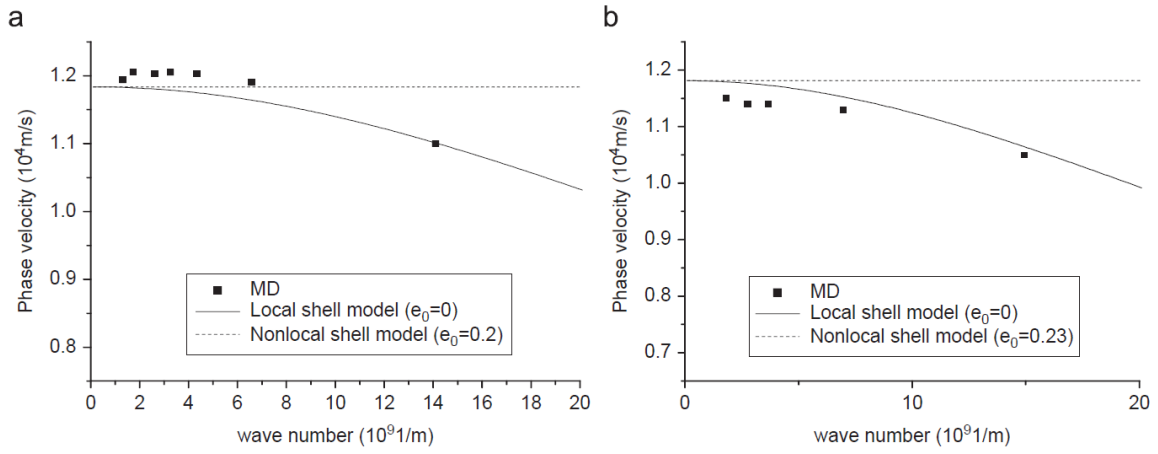 a
1.2
1.1
1.0
0.9
0.8
Phase velocity (10⁴m/s)
MD
Local shell model (e₀=0)
Nonlocal shell model (e₀=0.2)
0 2 4 6 8 10 12 14 16 18 20
wave number (10⁹1/m)
b
1.2
1.1
1.0
0.9
0.8
0.7
Phase velocity (10⁴m/s)
MD
Local shell model (e₀=0)
Nonlocal shell model (e₀=0.23)
0 10 20
wave number (10⁹1/m)